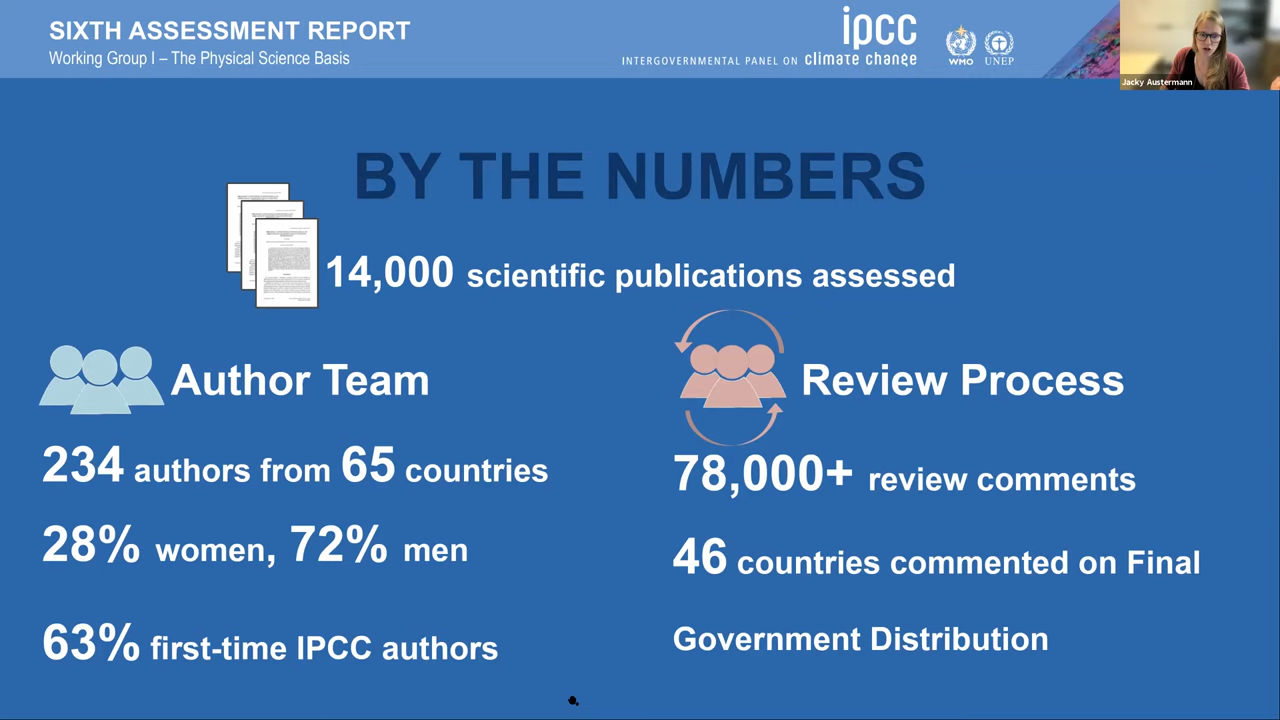 SIXTH ASSESSMENT REPORT
Working Group I – The Physical Science Basis
ipcc
INTERGOVERNMENTAL PANEL ON climate change
WMO
UNEP
Jacky Austermann
BY THE NUMBERS
14,000 scientific publications assessed
Author Team
234 authors from 65 countries
28% women, 72% men
63% first-time IPCC authors
Review Process
78,000+ review comments
46 countries commented on Final
Government Distribution